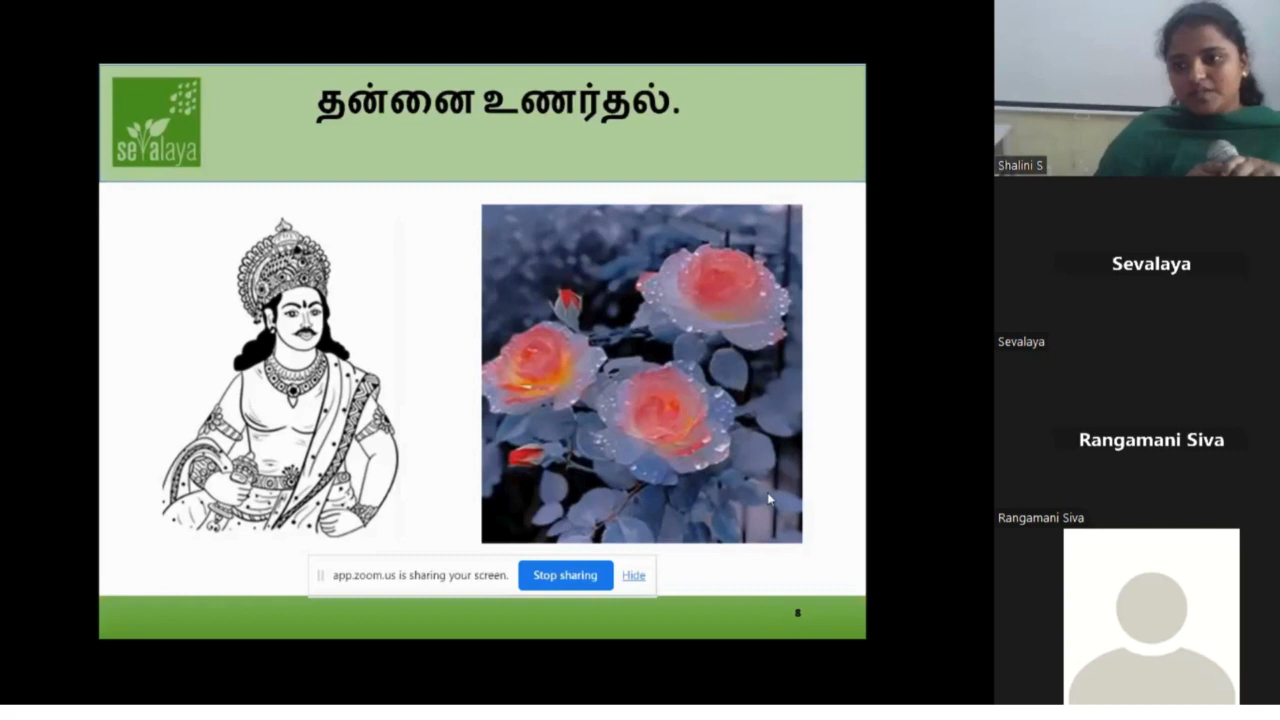 தன்னை உணர்தல்.
sevalaya
app.zoom.us is sharing your screen. Stop sharing Hide
8
Shalini S
Sevalaya
Sevalaya
Rangamani Siva
Rangamani Siva